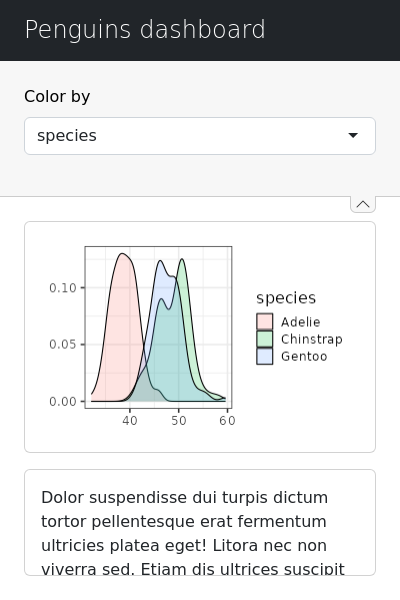 Penguins dashboard
Color by
species
0.10
0.05
0.00
40 50 60
species
Adelie
Chinstrap
Gentoo
Dolor suspendisse dui turpis dictum
tortor pellentesque erat fermentum
ultricies platea eget! Litora nec non
viverra sed. Etiam dis ultrices suscipit